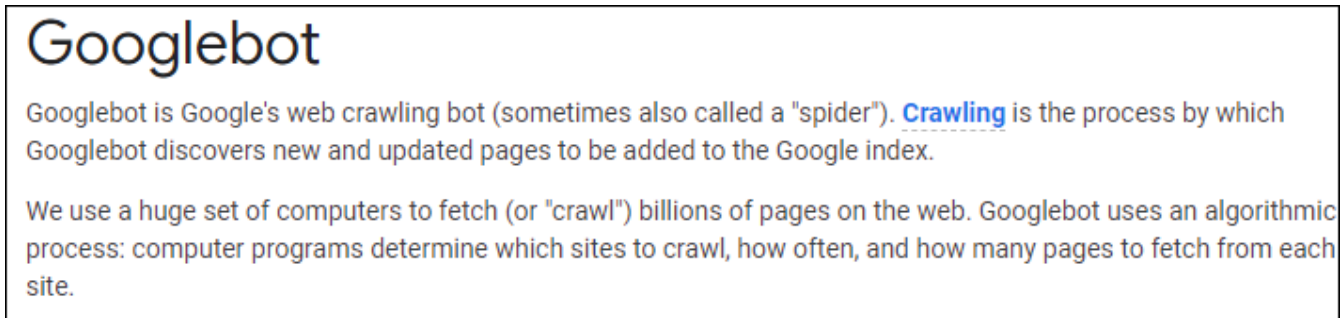 Googlebot
Googlebot is Google's web crawling bot (sometimes also called a "spider"). Crawling is the process by which
Googlebot discovers new and updated pages to be added to the Google index.
We use a huge set of computers to fetch (or "crawl") billions of pages on the web. Googlebot uses an algorithmic
process: computer programs determine which sites to crawl, how often, and how many pages to fetch from each
site.